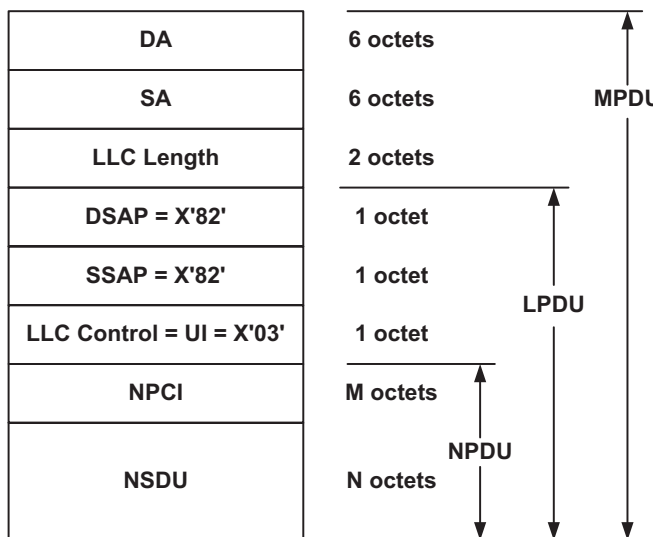 DA 6 octets
SA 6 octets MPDU
LLC Length 2 octets
DSAP = X'82' 1 octet
SSAP = X'82' 1 octet
LPDU
LLC Control = UI = X'03' 1 octet
NPCI M octets
NPDU
NSDU N octets